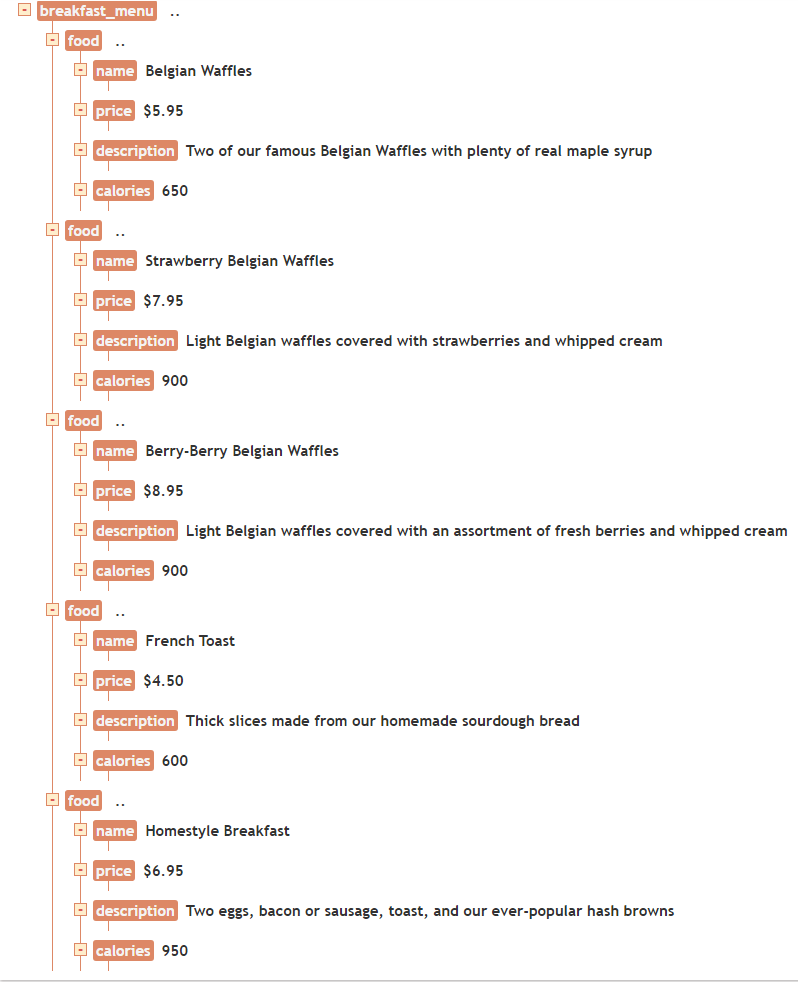 breakfast_menu ..
food ..
name Belgian Waffles
price $5.95
description Two of our famous Belgian Waffles with plenty of real maple syrup
calories 650
food ..
name Strawberry Belgian Waffles
price $7.95
description Light Belgian waffles covered with strawberries and whipped cream
calories 900
food ..
name Berry-Berry Belgian Waffles
price $8.95
description Light Belgian waffles covered with an assortment of fresh berries and whipped cream
calories 900
food ..
name French Toast
price $4.50
description Thick slices made from our homemade sourdough bread
calories 600
food ..
name Homestyle Breakfast
price $6.95
description Two eggs, bacon or sausage, toast, and our ever-popular hash browns
calories 950